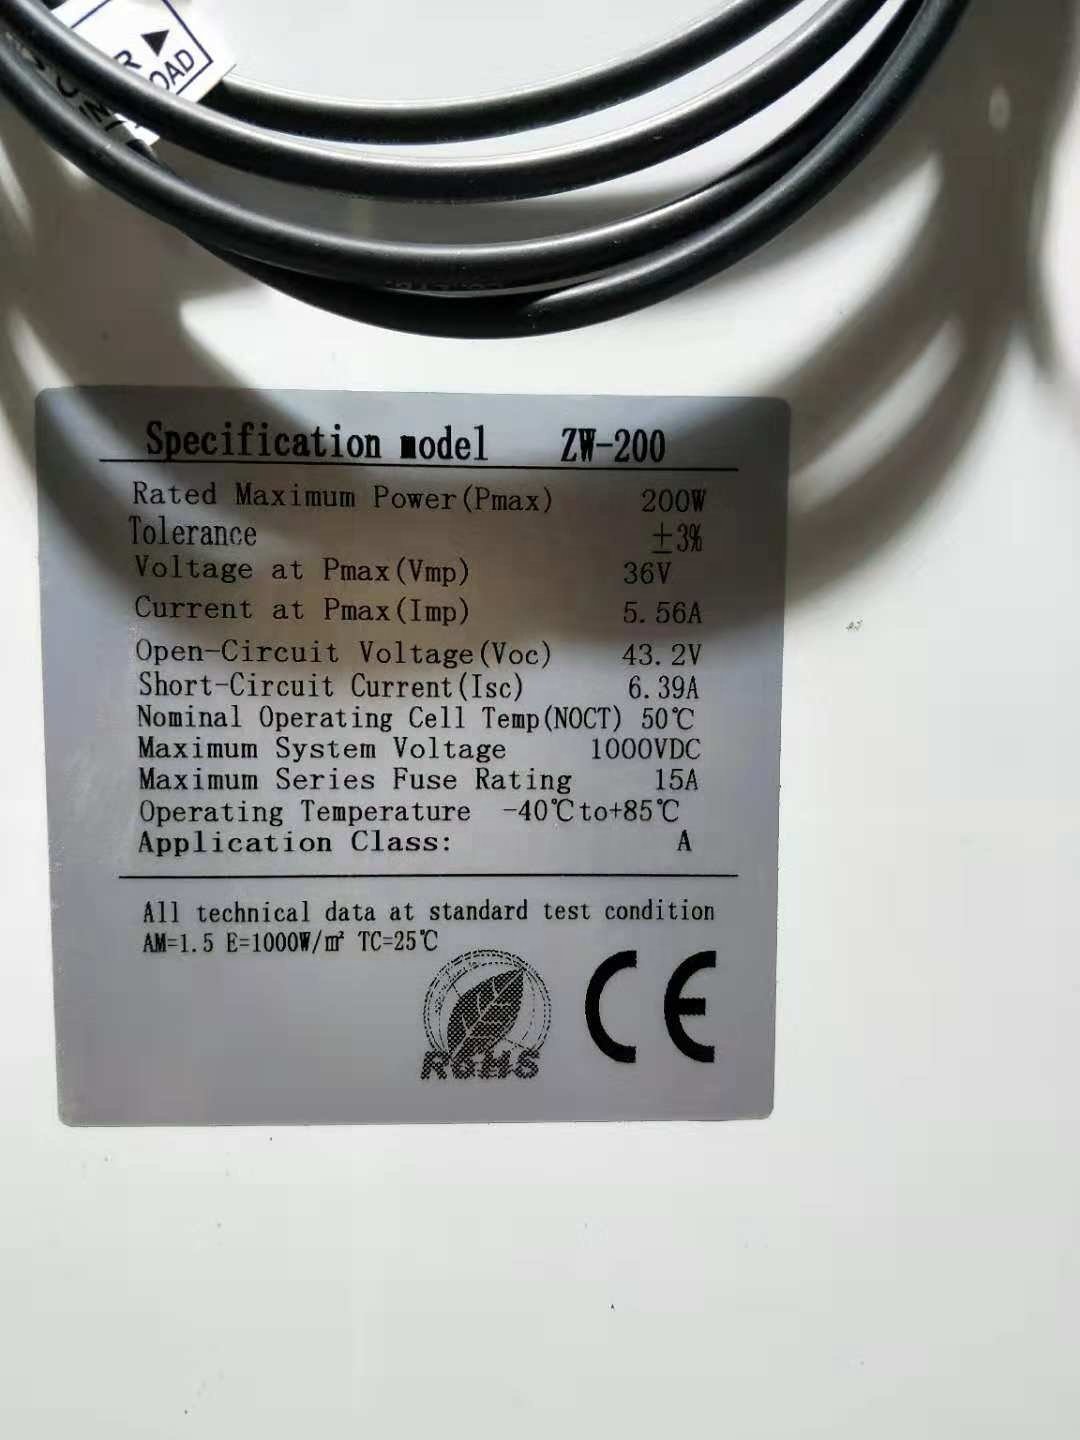 R ▶
OAD
Specification model ZW-200
Rated Maximum Power(Pmax) 200W
Tolerance ±3%
Voltage at Pmax(Vmp) 36V
Current at Pmax(Imp) 5.56A
Open-Circuit Voltage(Voc) 43.2V
Short-Circuit Current(Isc) 6.39A
Nominal Operating Cell Temp(NOCT) 50℃
Maximum System Voltage 1000VDC
Maximum Series Fuse Rating 15A
Operating Temperature -40℃to+85℃
Application Class: A
All technical data at standard test condition
AM=1.5 E=1000W/㎡ TC=25℃
RoHS
CE